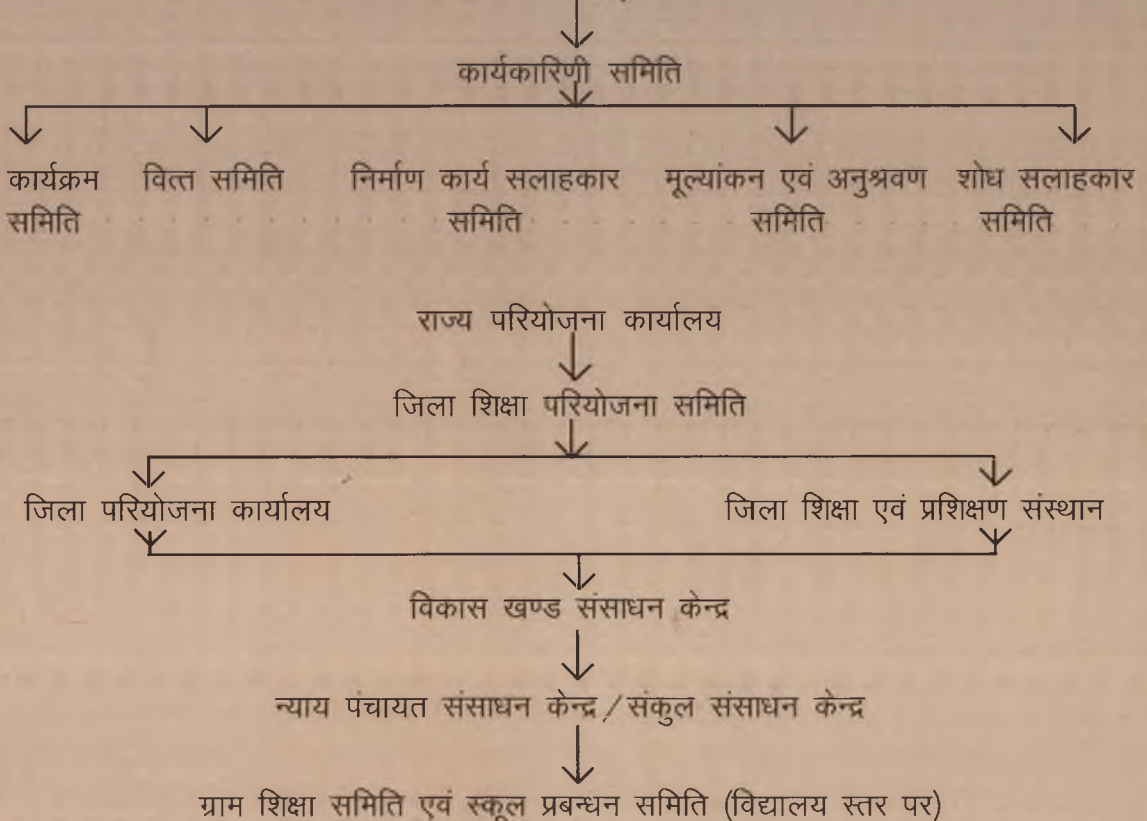 कार्यकारिणी समिति
कार्यक्रम समिति
वित्त समिति
निर्माण कार्य सलाहकार समिति
मूल्यांकन एवं अनुश्रवण समिति
शोध सलाहकार समिति
राज्य परियोजना कार्यालय
जिला शिक्षा परियोजना समिति
जिला परियोजना कार्यालय
जिला शिक्षा एवं प्रशिक्षण संस्थान
विकास खण्ड संसाधन केन्द्र
न्याय पंचायत संसाधन केन्द्र/संकुल संसाधन केन्द्र
ग्राम शिक्षा समिति एवं स्कूल प्रबन्धन समिति (विद्यालय स्तर पर)